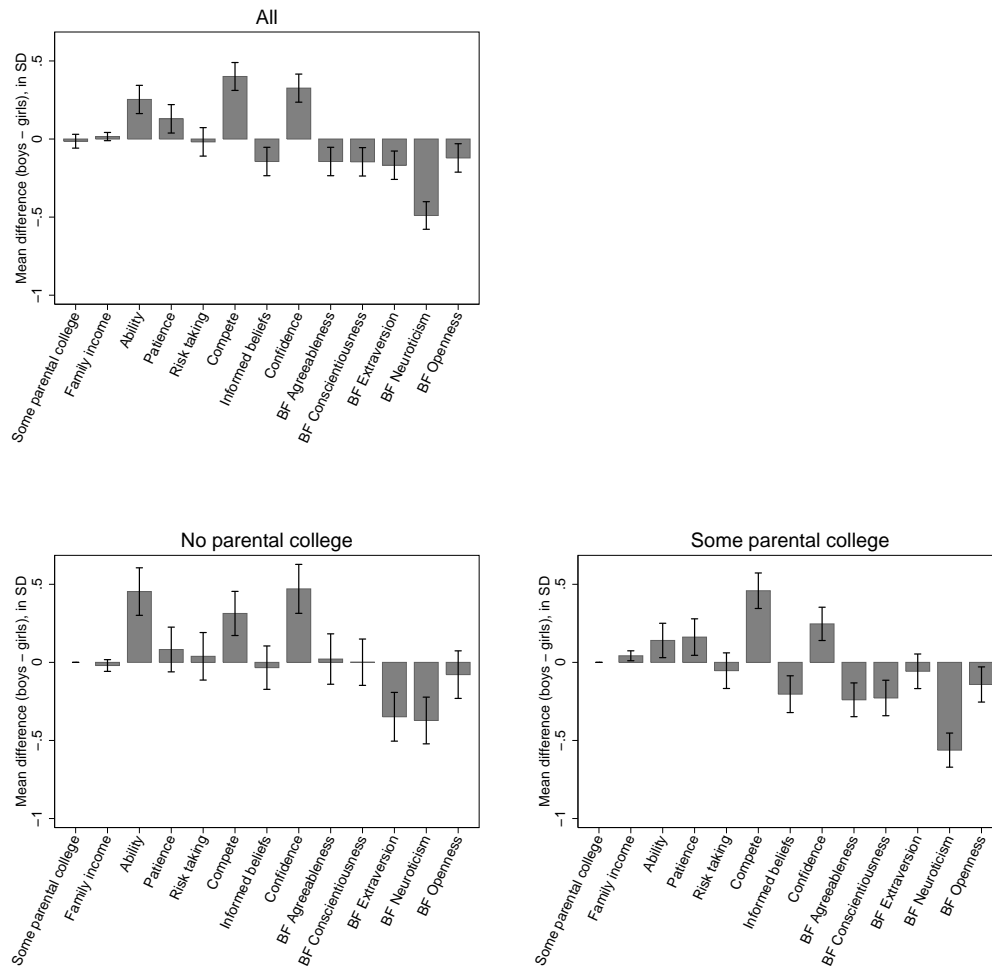 All
Mean difference (boys − girls), in SD
.5
0
−.5
−1
Some parental college
Family income
Ability
Patience
Risk taking
Compete
Informed beliefs
Confidence
BF Agreeableness
BF Conscientiousness
BF Extraversion
BF Neuroticism
BF Openness
No parental college
Mean difference (boys − girls), in SD
.5
0
−.5
−1
Some parental college
Family income
Ability
Patience
Risk taking
Compete
Informed beliefs
Confidence
BF Agreeableness
BF Conscientiousness
BF Extraversion
BF Neuroticism
BF Openness
Some parental college
Mean difference (boys − girls), in SD
.5
0
−.5
−1
Some parental college
Family income
Ability
Patience
Risk taking
Compete
Informed beliefs
Confidence
BF Agreeableness
BF Conscientiousness
BF Extraversion
BF Neuroticism
BF Openness